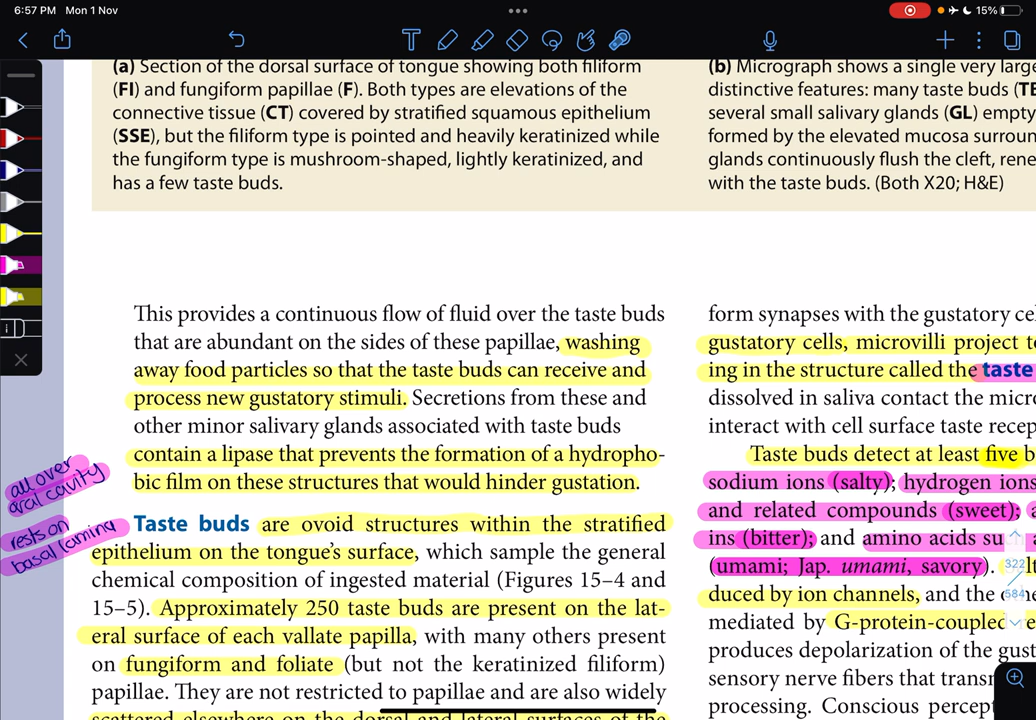 6:57 PM Mon 1 Nov
15%
(a) Section of the dorsal surface of tongue showing both filiform
(FI) and fungiform papillae (F). Both types are elevations of the
connective tissue (CT) covered by stratified squamous epithelium
(SSE), but the filiform type is pointed and heavily keratinized while
the fungiform type is mushroom-shaped, lightly keratinized, and
has a few taste buds.
(b) Micrograph shows a single very large
distinctive features: many taste buds (TB
several small salivary glands (GL) empty
formed by the elevated mucosa surroun
glands continuously flush the cleft, rene
with the taste buds. (Both X20; H&E)
This provides a continuous flow of fluid over the taste buds
that are abundant on the sides of these papillae, washing
away food particles so that the taste buds can receive and
process new gustatory stimuli. Secretions from these and
other minor salivary glands associated with taste buds
contain a lipase that prevents the formation of a hydropho-
bic film on these structures that would hinder gustation.
all over
oral cavity
rests on
basal lamina
Taste buds are ovoid structures within the stratified
epithelium on the tongue's surface, which sample the general
chemical composition of ingested material (Figures 15–4 and
15–5). Approximately 250 taste buds are present on the lat-
eral surface of each vallate papilla, with many others present
on fungiform and foliate (but not the keratinized filiform)
papillae. They are not restricted to papillae and are also widely
scattered elsewhere on the dorsal and lateral surfaces of the
form synapses with the gustatory ce
gustatory cells, microvilli project t
ing in the structure called the taste
dissolved in saliva contact the micr
interact with cell surface taste recep
Taste buds detect at least five b
sodium ions (salty); hydrogen ions
and related compounds (sweet); a
ins (bitter); and amino acids su
(umami; Jap. umami, savory).
duced by ion channels, and the
mediated by G-protein-coupled
produces depolarization of the gust
sensory nerve fibers that transm
processing. Conscious percep
322
584